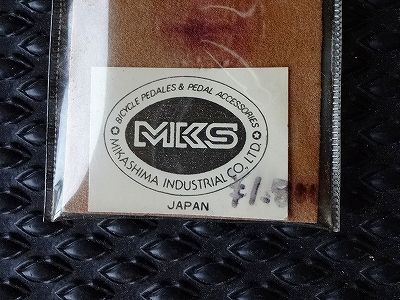 BICYCLE PEDALES & PEDAL ACCESSORIES
MKS
MIKASHIMA INDUSTRIAL CO. LTD.
JAPAN